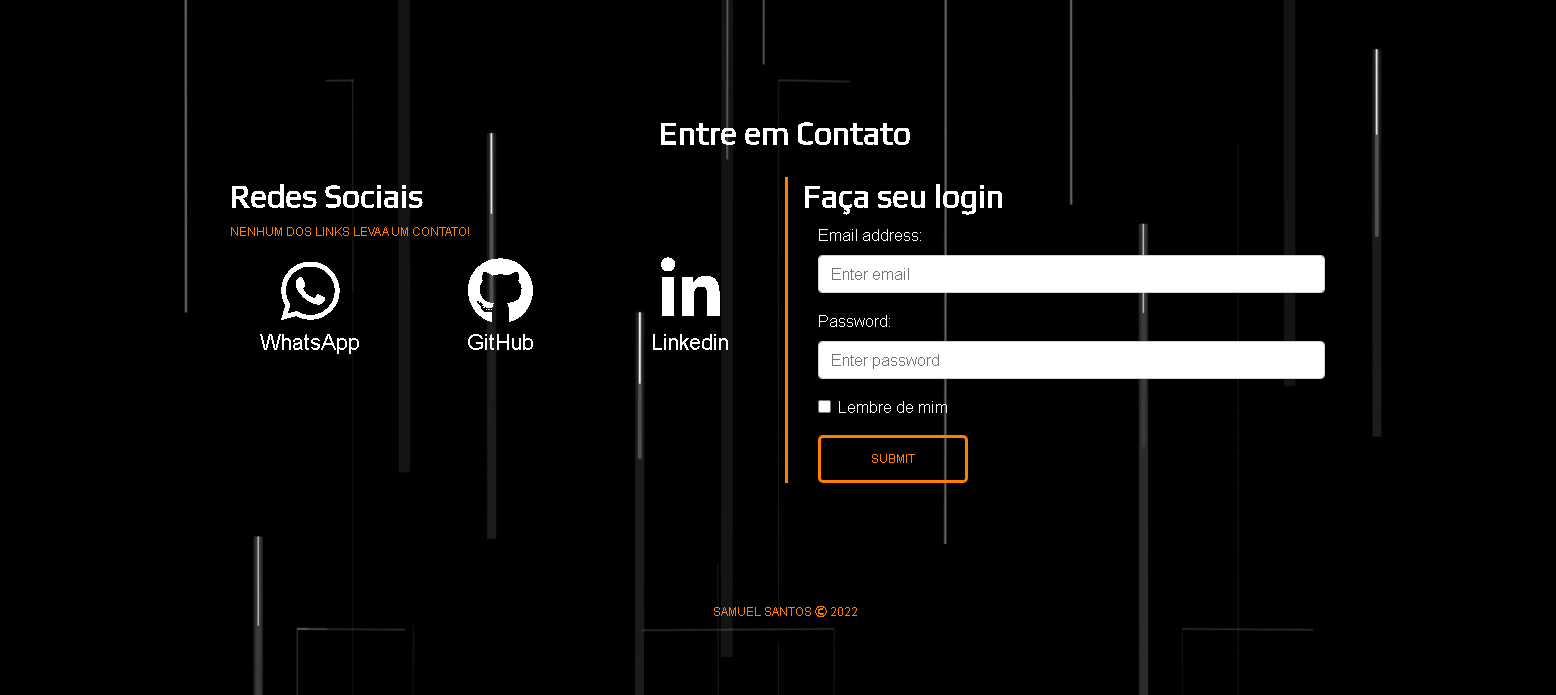 Entre em Contato
Redes Sociais
NENHUM DOS LINKS LEVA A UM CONTATO!
WhatsApp
GitHub
Linkedin
Faça seu login
Email address:
Enter email
Password:
Enter password
Lembre de mim
SUBMIT
SAMUEL SANTOS © 2022